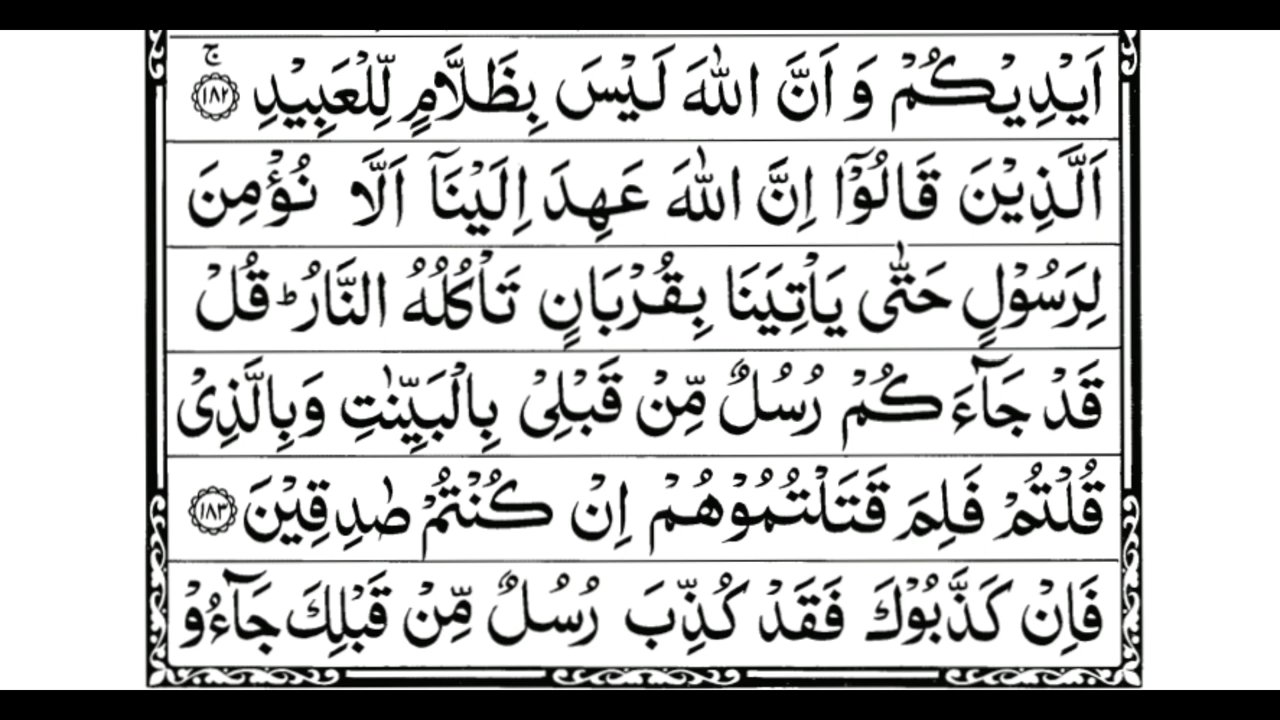 اَيْدِيْكُمْ وَ اَنَّ اللّٰهَ لَيْسَ بِظَلَّامٍ لِّلْعَبِيْدِ ۚ‏﴿۱۸۲﴾
اَلَّذِيْنَ قَالُوْۤا اِنَّ اللّٰهَ عَهِدَ اِلَيْنَاۤ اَلَّا نُؤْمِنَ
لِرَسُوْلٍ حَتّٰى يَاْتِيَنَا بِقُرْبَانٍ تَاْكُلُهُ النَّارُؕ قُلْ
قَدْ جَآءَكُمْ رُسُلٌ مِّنْ قَبْلِىْ بِالْبَيِّنٰتِ وَبِالَّذِىْ
قُلْتُمْ فَلِمَ قَتَلْتُمُوْهُمْ اِنْ كُنْتُمْ صٰدِقِيْنَ ﴿۱۸۳﴾
فَاِنْ كَذَّبُوْكَ فَقَدْ كُذِّبَ رُسُلٌ مِّنْ قَبْلِكَ جَآءُوْ